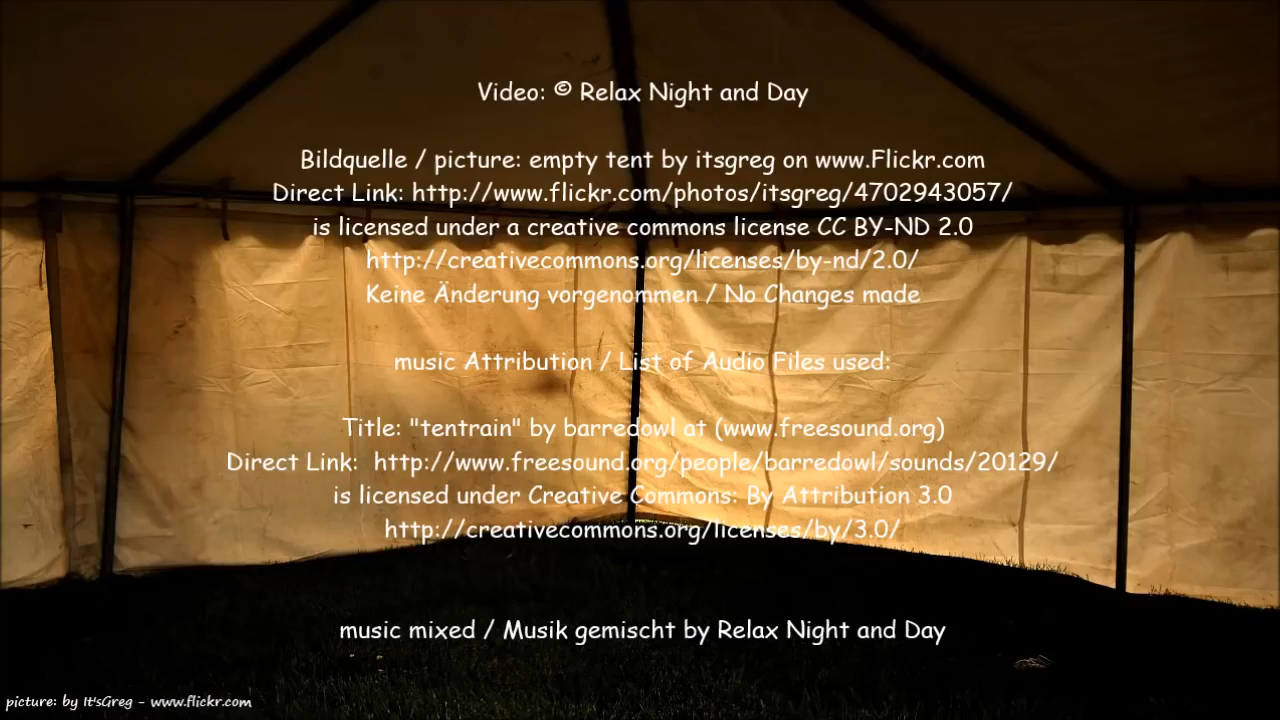 Video: © Relax Night and Day
Bildquelle / picture: empty tent by itsgreg on www.Flickr.com
Direct Link: http://www.flickr.com/photos/itsgreg/4702943057/
is licensed under a creative commons license CC BY-ND 2.0
http://creativecommons.org/licenses/by-nd/2.0/
Keine Änderung vorgenommen / No Changes made
music Attribution / List of Audio Files used:
Title: "tentrain" by barredowl at (www.freesound.org)
Direct Link:  http://www.freesound.org/people/barredowl/sounds/20129/
is licensed under Creative Commons: By Attribution 3.0
http://creativecommons.org/licenses/by/3.0/
music mixed / Musik gemischt by Relax Night and Day
picture: by It'sGreg - www.flickr.com